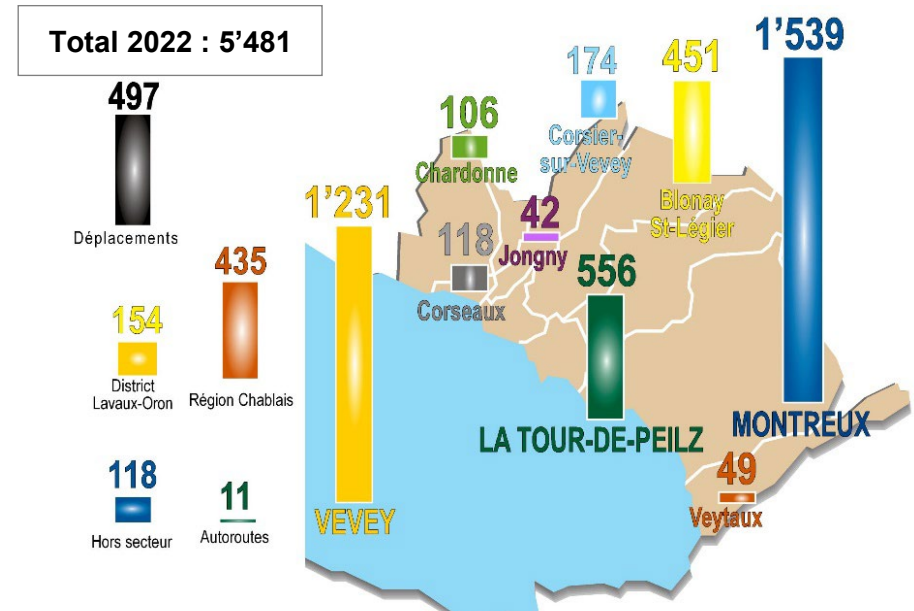 Total 2022 : 5’481
497
Déplacements
435
Région Chablais
154
District
Lavaux-Oron
118
Hors secteur
11
Autoroutes
1’231
VEVEY
106
Chardonne
118
Corseaux
42
Jongny
174
Corsier-
sur-Vevey
451
Blonay
St-Légier
556
LA TOUR-DE-PEILZ
1’539
MONTREUX
49
Veytaux